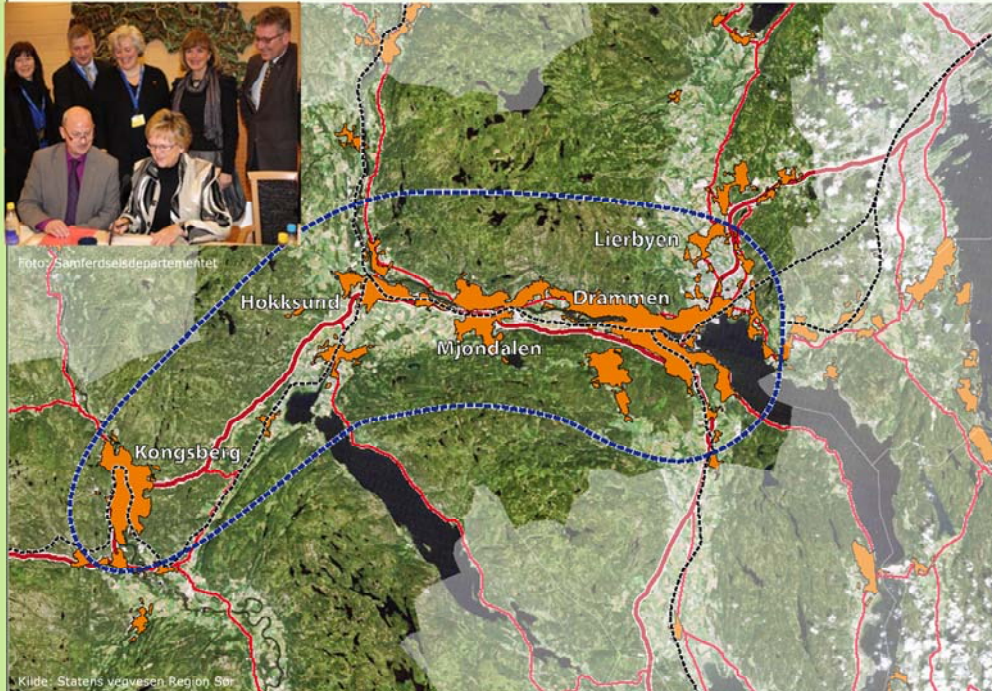 Foto: Samferdselsdepartementet
Lierbyen
Hokksund
Drammen
Mjøndalen
Kongsberg
Kilde: Statens vegvesen Region Sør